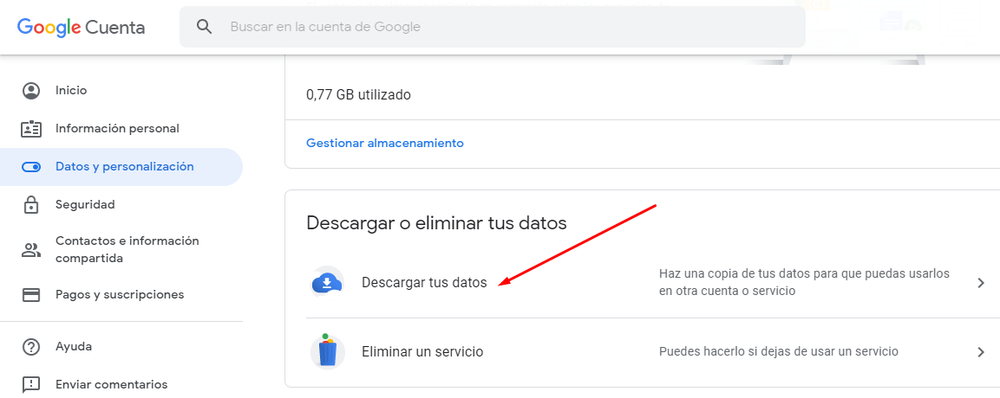 Google Cuenta
Buscar en la cuenta de Google
Inicio
Información personal
Datos y personalización
Seguridad
Contactos e información
compartida
Pagos y suscripciones
Ayuda
Enviar comentarios
0,77 GB utilizado
Gestionar almacenamiento
Descargar o eliminar tus datos
Descargar tus datos
Haz una copia de tus datos para que puedas usarlos
en otra cuenta o servicio
Eliminar un servicio
Puedes hacerlo si dejas de usar un servicio